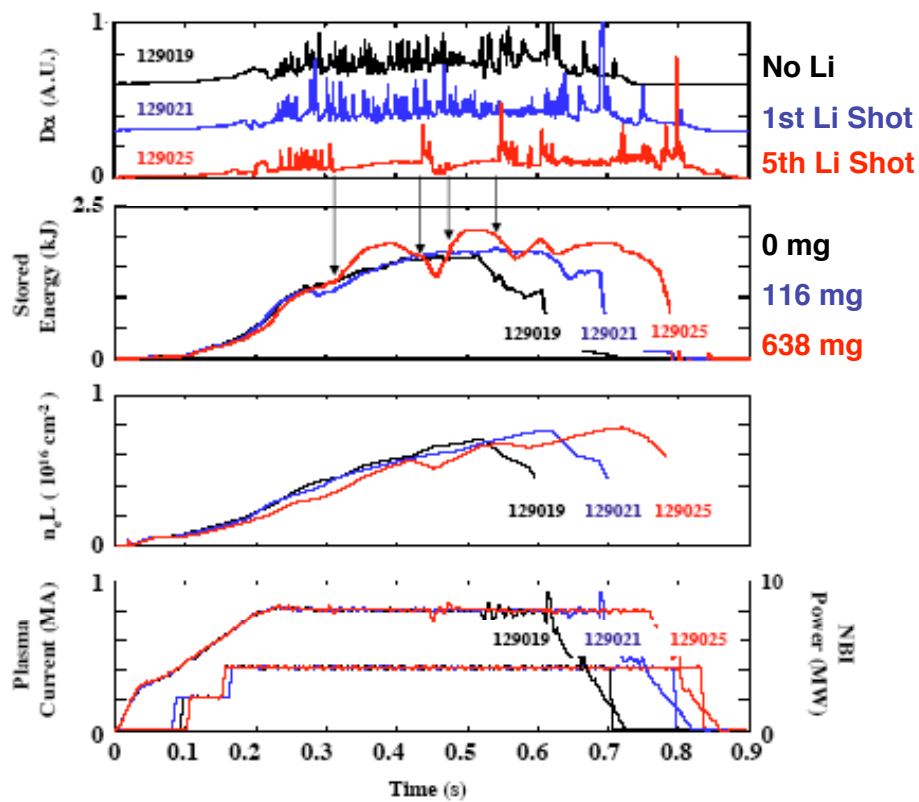 1
129019
129021
129025
0
Dα (A.U.)
No Li
1st Li Shot
5th Li Shot
2.5
Stored
Energy (kJ)
129019 129021 129025
0
0 mg
116 mg
638 mg
1
nₑL ( 10¹⁶ cm⁻²)
129019 129021 129025
0
1
Plasma
Current (MA)
129019 129021 129025
0
10
NBI
Power (MW)
0
0 0.1 0.2 0.3 0.4 0.5 0.6 0.7 0.8 0.9
Time (s)